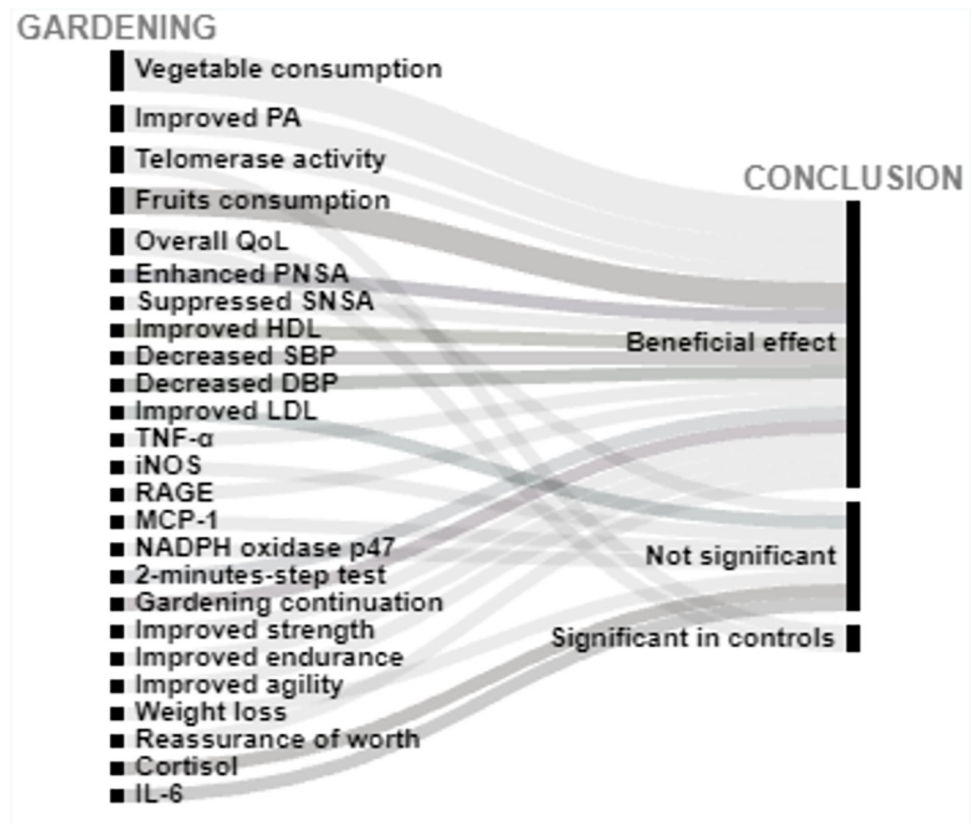 GARDENING
Vegetable consumption
Improved PA
Telomerase activity
CONCLUSION
Fruits consumption
Overall QoL
Enhanced PNSA
Suppressed SNSA
Improved HDL
Beneficial effect
Decreased SBP
Decreased DBP
Improved LDL
TNF-α
iNOS
RAGE
MCP-1
NADPH oxidase p47
Not significant
2-minutes-step test
Gardening continuation
Improved strength
Significant in controls
Improved endurance
Improved agility
Weight loss
Reassurance of worth
Cortisol
IL-6